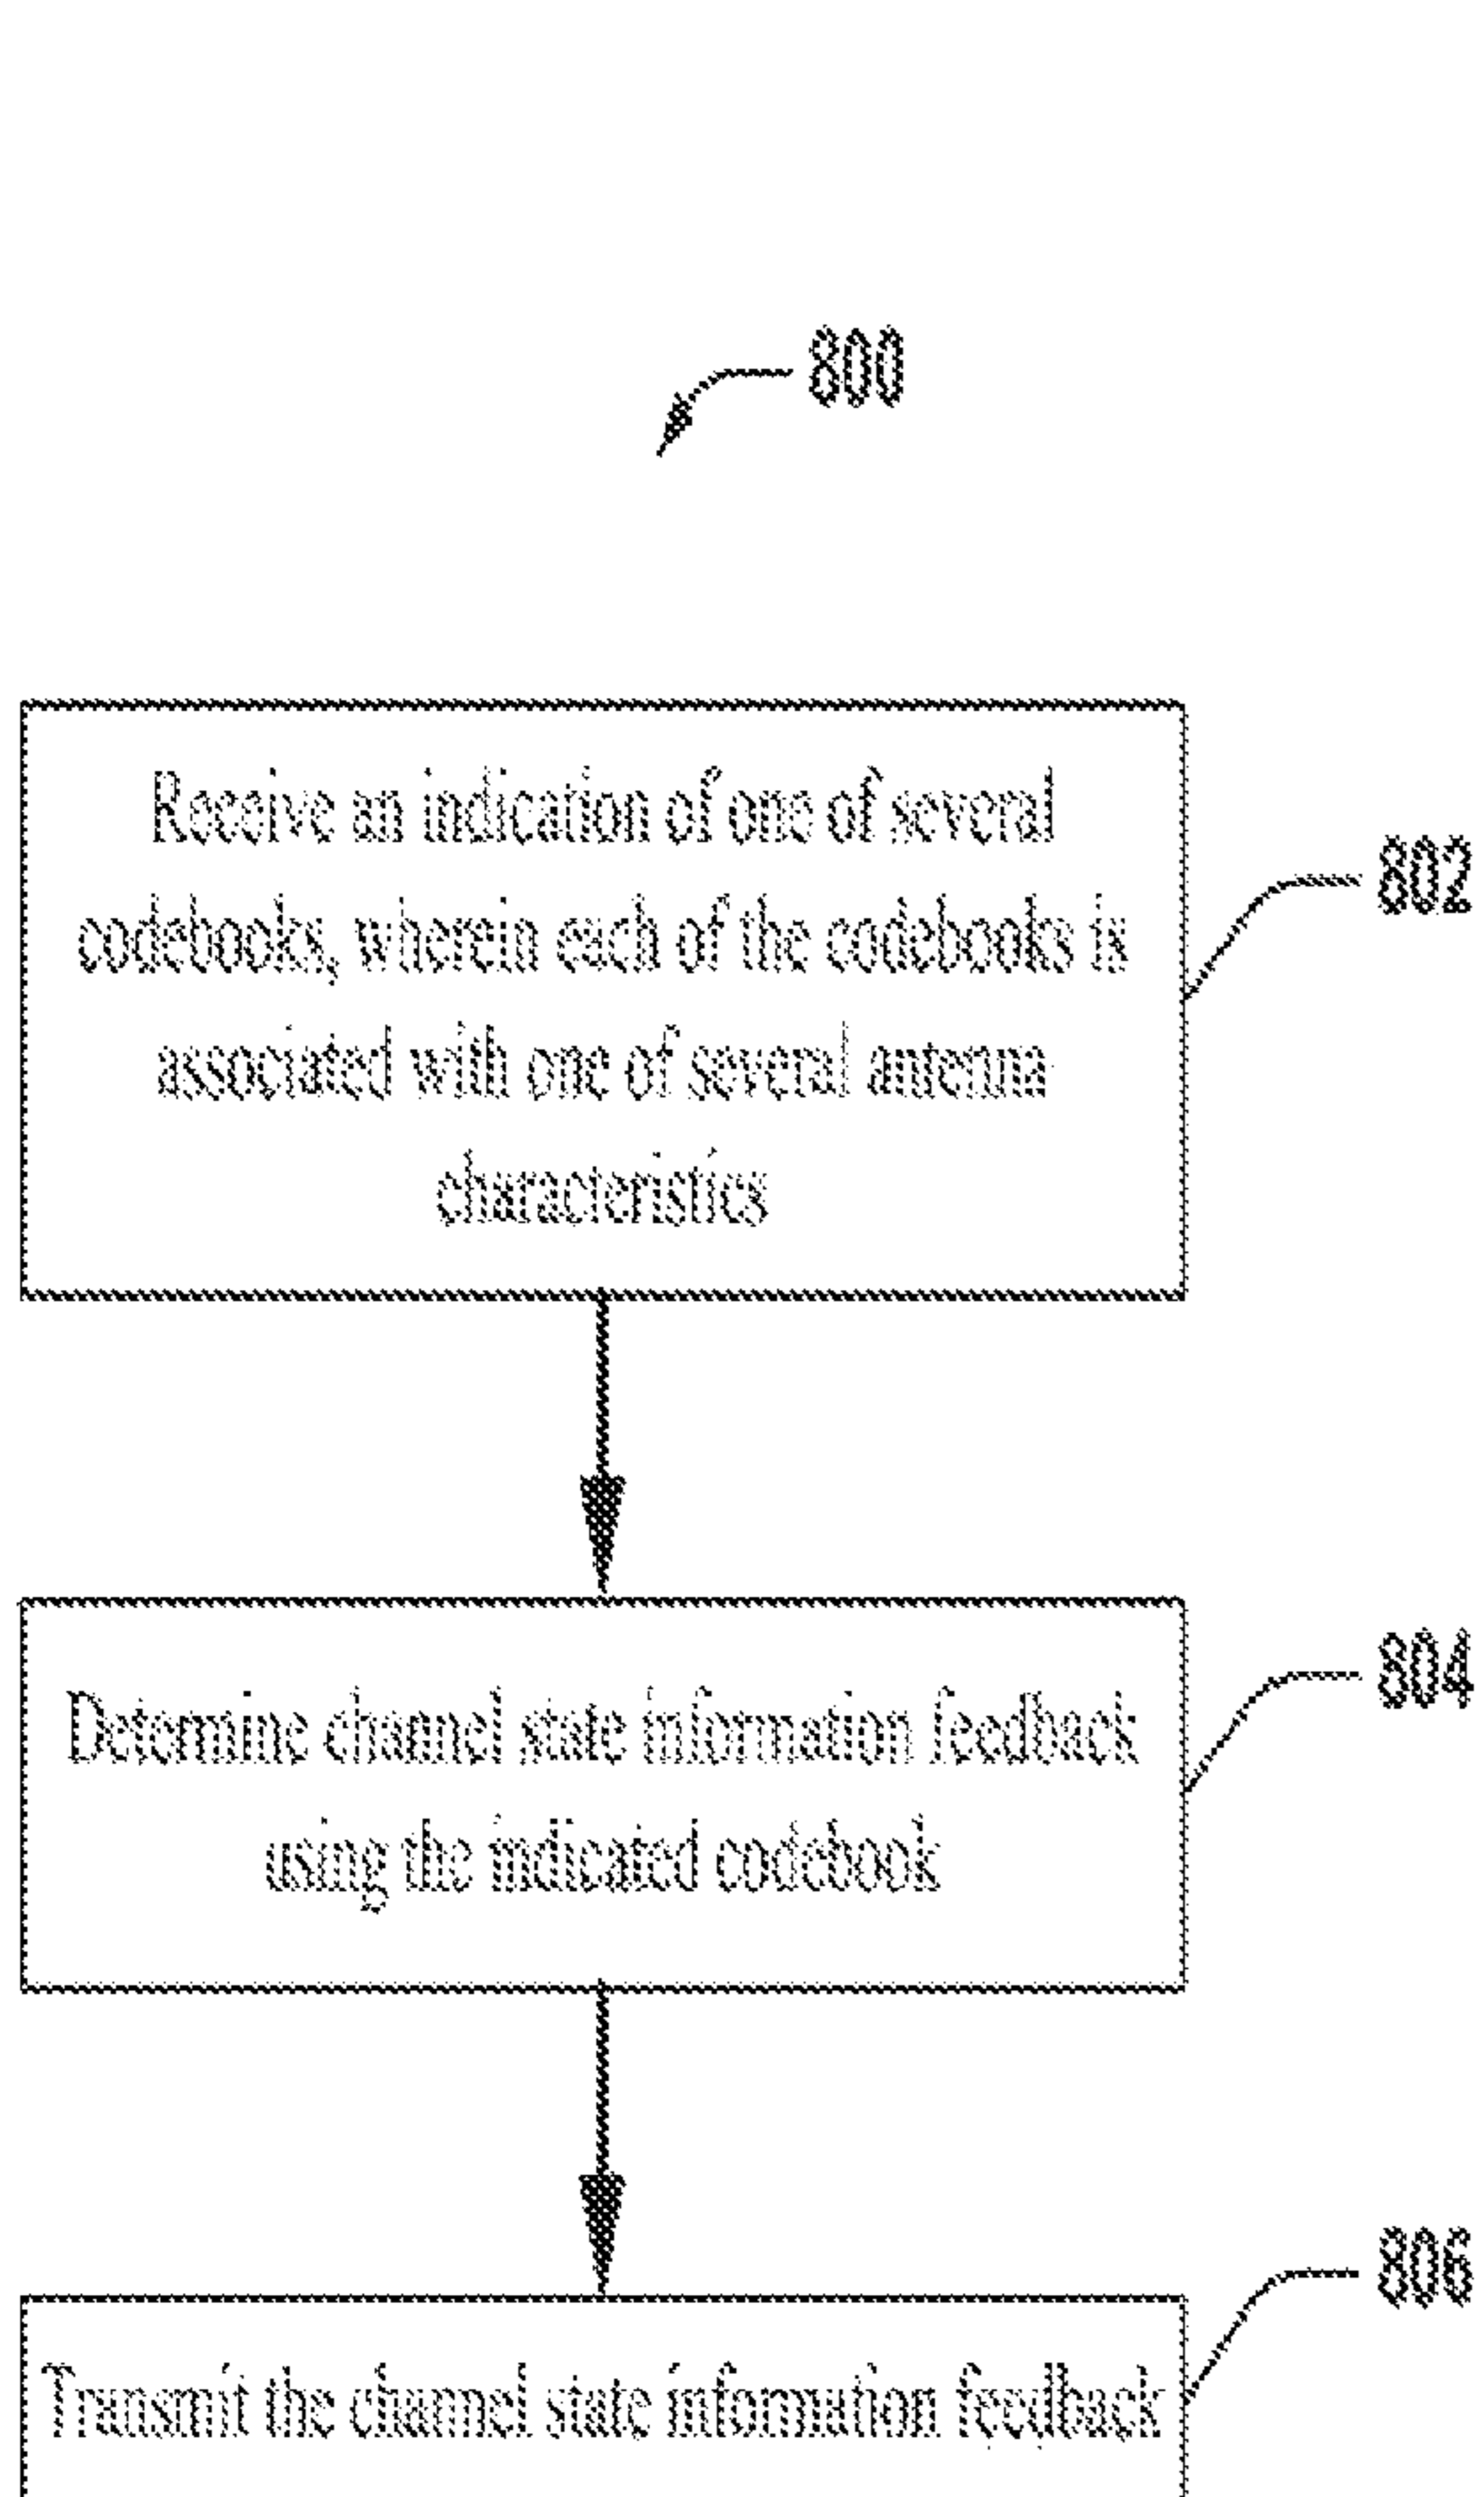 800
Receive an indication of one of several
codebooks, wherein each of the codebooks is
associated with one of several antenna
characteristics
802
Determine channel state information feedback
using the indicated codebook
804
Transmit the channel state information feedback
806